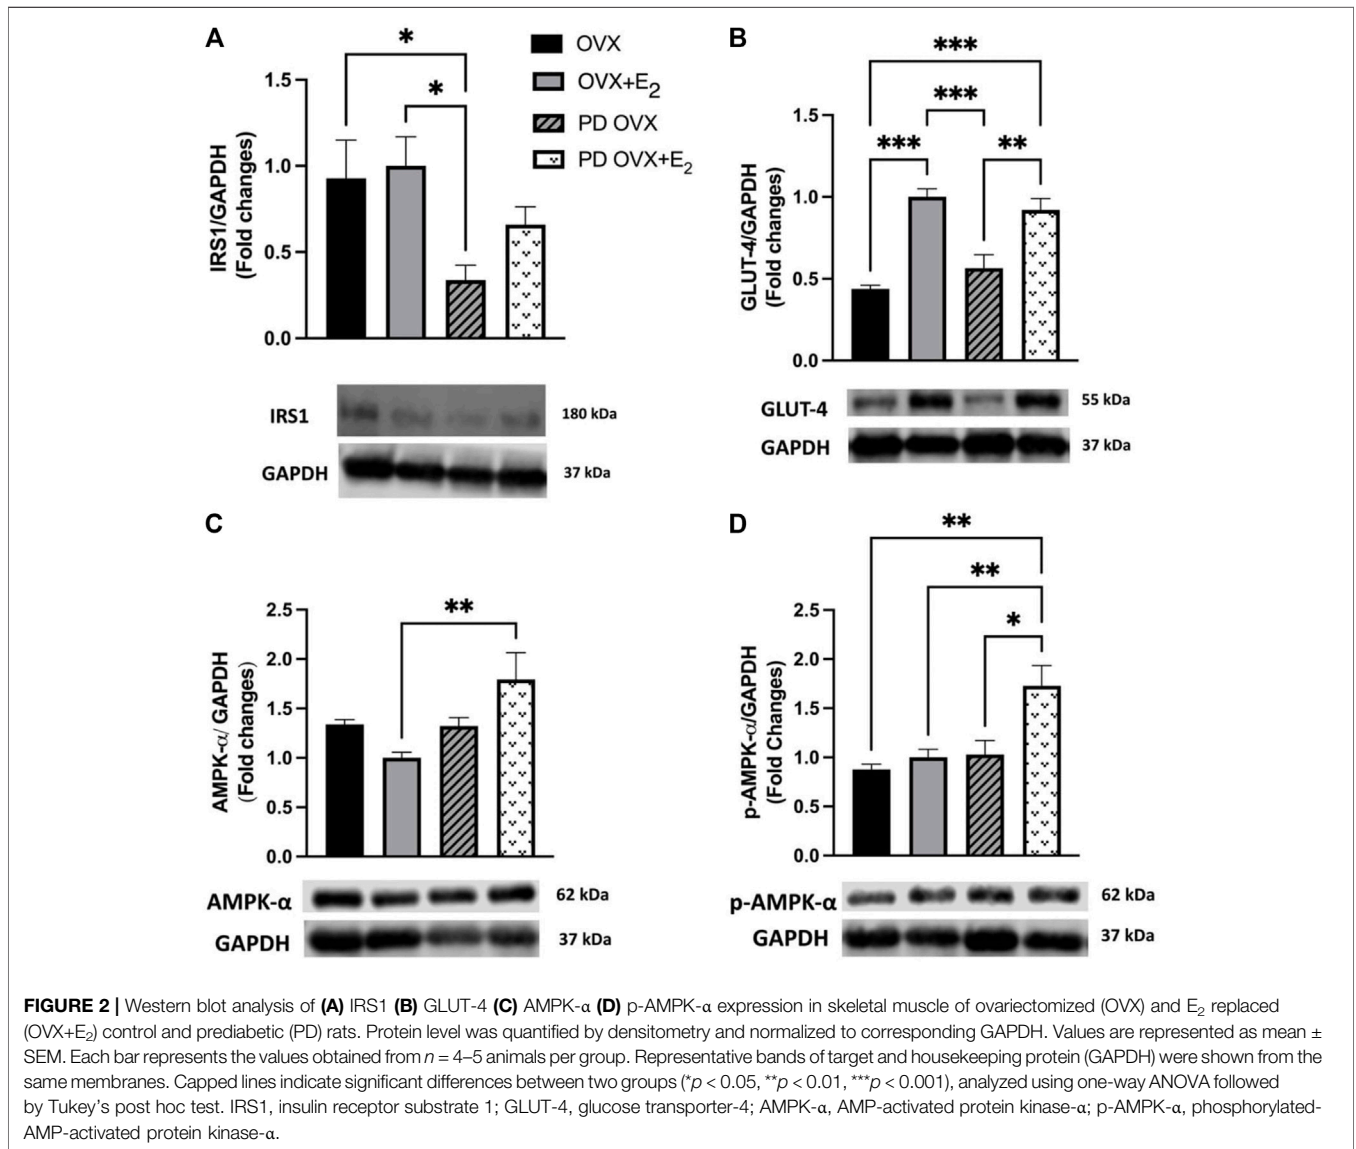 A
*
*
1.5
1.0
0.5
0.0
IRS1/GAPDH
(Fold changes)
OVX
OVX+E2
PD OVX
PD OVX+E2
IRS1
180 kDa
GAPDH
37 kDa
B
***
***
***
**
1.5
1.0
0.5
0.0
GLUT-4/GAPDH
(Fold changes)
GLUT-4
55 kDa
GAPDH
37 kDa
C
**
2.5
2.0
1.5
1.0
0.5
0.0
AMPK-α/ GAPDH
(Fold changes)
AMPK-α
62 kDa
GAPDH
37 kDa
D
**
**
*
2.5
2.0
1.5
1.0
0.5
0.0
p-AMPK-α/GAPDH
(Fold Changes)
p-AMPK-α
62 kDa
GAPDH
37 kDa
FIGURE 2 | Western blot analysis of (A) IRS1 (B) GLUT-4 (C) AMPK-α (D) p-AMPK-α expression in skeletal muscle of ovariectomized (OVX) and E2 replaced
(OVX+E2) control and prediabetic (PD) rats. Protein level was quantified by densitometry and normalized to corresponding GAPDH. Values are represented as mean ±
SEM. Each bar represents the values obtained from n = 4–5 animals per group. Representative bands of target and housekeeping protein (GAPDH) were shown from the
same membranes. Capped lines indicate significant differences between two groups (*p < 0.05, **p < 0.01, ***p < 0.001), analyzed using one-way ANOVA followed
by Tukey's post hoc test. IRS1, insulin receptor substrate 1; GLUT-4, glucose transporter-4; AMPK-α, AMP-activated protein kinase-α; p-AMPK-α, phosphorylated-
AMP-activated protein kinase-α.